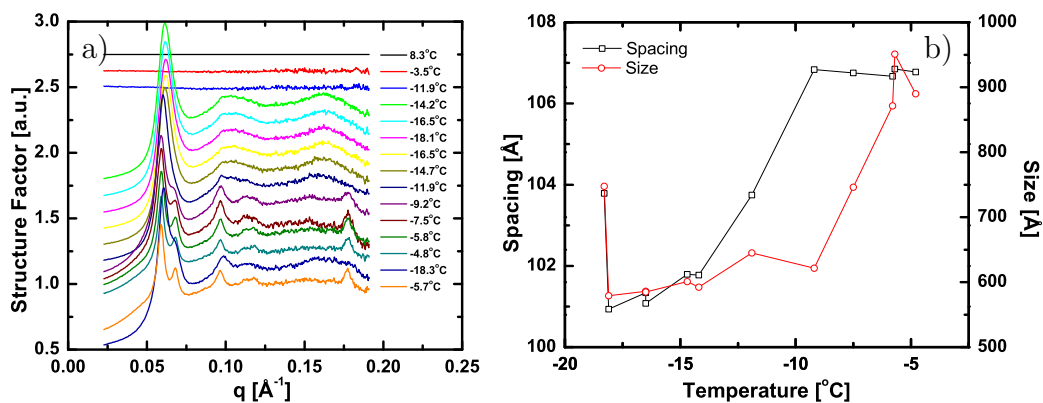 a)
3.0
2.5
2.0
1.5
1.0
0.5
Structure Factor [a.u.]
0.00
0.05
0.10
0.15
0.20
0.25
q [Å⁻¹]
8.3°C
-3.5°C
-11.9°C
-14.2°C
-16.5°C
-18.1°C
-16.5°C
-14.7°C
-11.9°C
-9.2°C
-7.5°C
-5.8°C
-4.8°C
-18.3°C
-5.7°C
b)
Spacing
Size
108
106
104
102
100
Spacing [Å]
1000
900
800
700
600
500
Size [Å]
-20
-15
-10
-5
Temperature [°C]